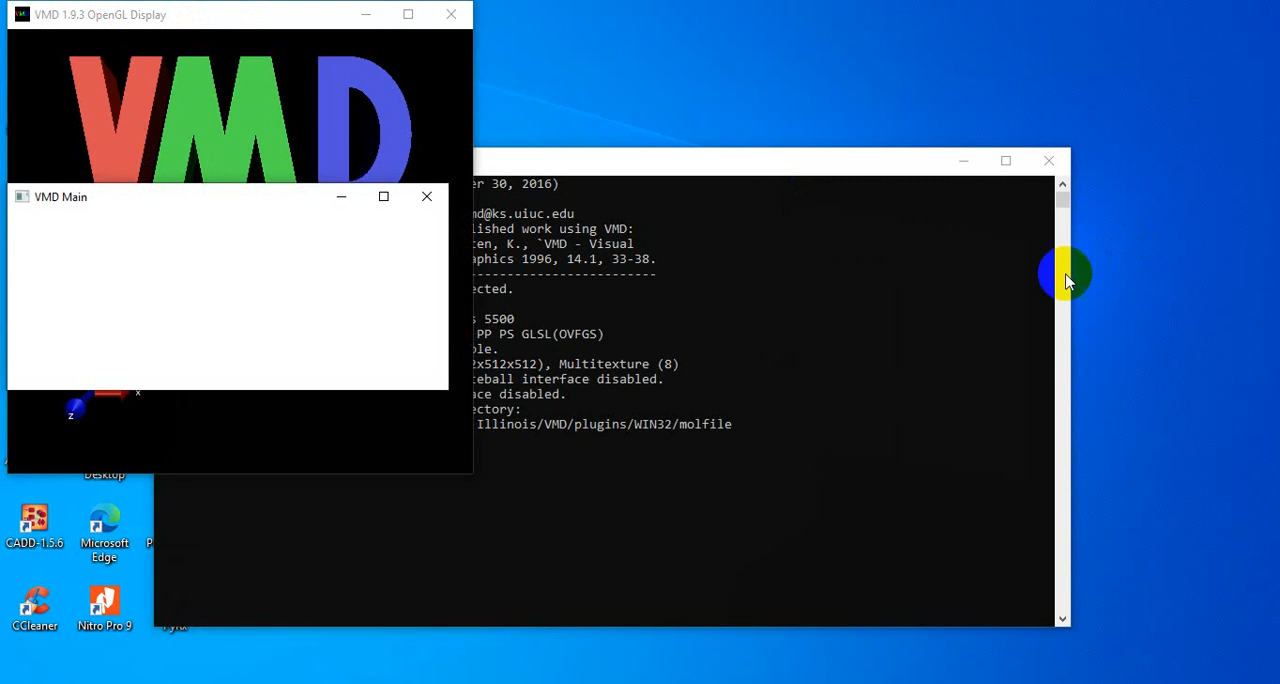 VMD 1.9.3 OpenGL Display
VMD
VMD Main
x
z
er 30, 2016)
md@ks.uiuc.edu
lished work using VMD:
ten, K., `VMD - Visual
aphics 1996, 14.1, 33-38.
-------------------------
ected.
s 5500
PP PS GLSL(OVFGS)
ble.
2x512x512), Multitexture (8)
ceball interface disabled.
ace disabled.
ectory:
Illinois/VMD/plugins/WIN32/molfile
Desktop
CADD-1.5.6
Microsoft
Edge
CCleaner
Nitro Pro 9